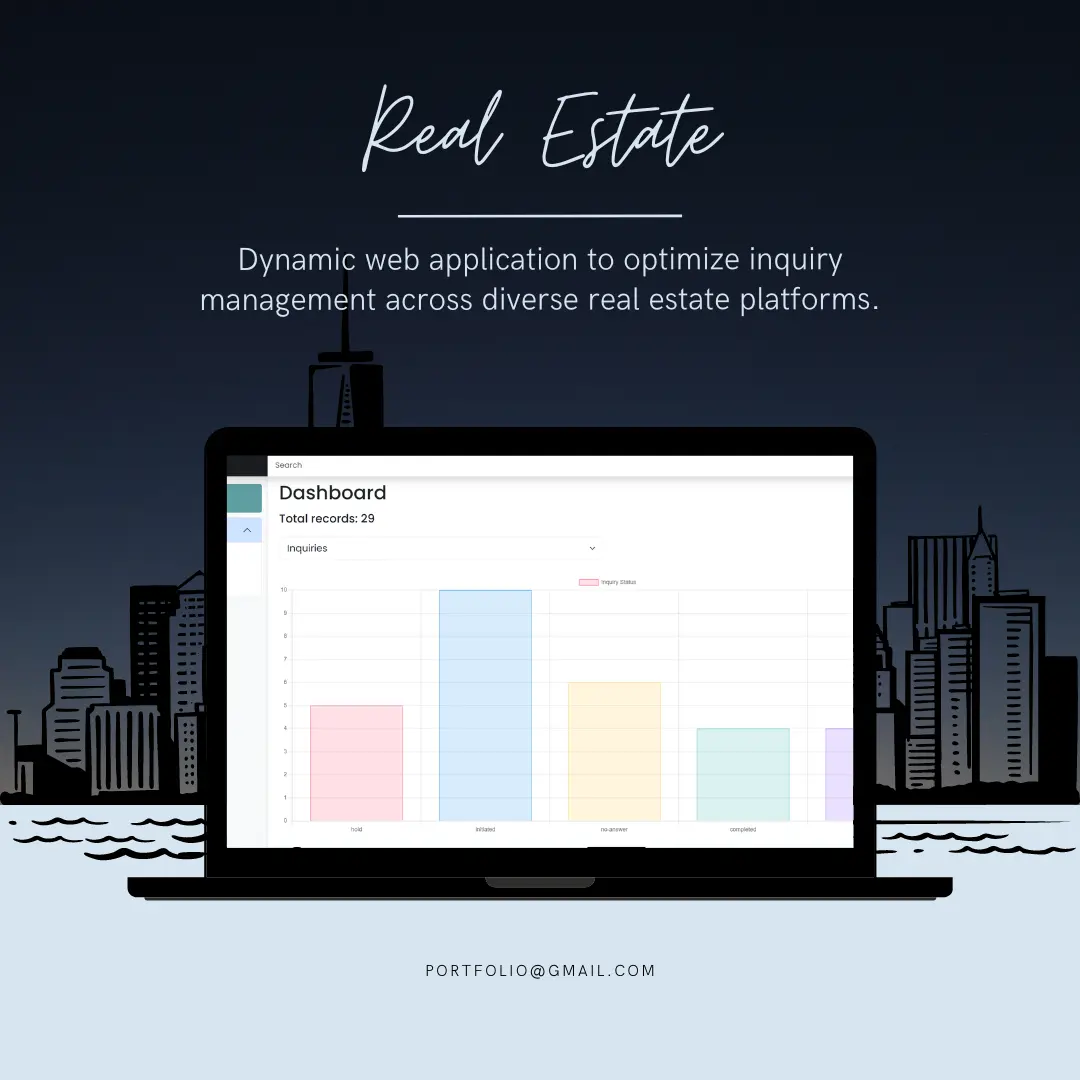 Real Estate
Dynamic web application to optimize inquiry
management across diverse real estate platforms.
Search
Dashboard
Total records: 29
Inquiries
Inquiry Status
10
9
8
7
6
5
4
3
2
1
0
hold
initiated
no-answer
completed
PORTFOLIO@GMAIL.COM